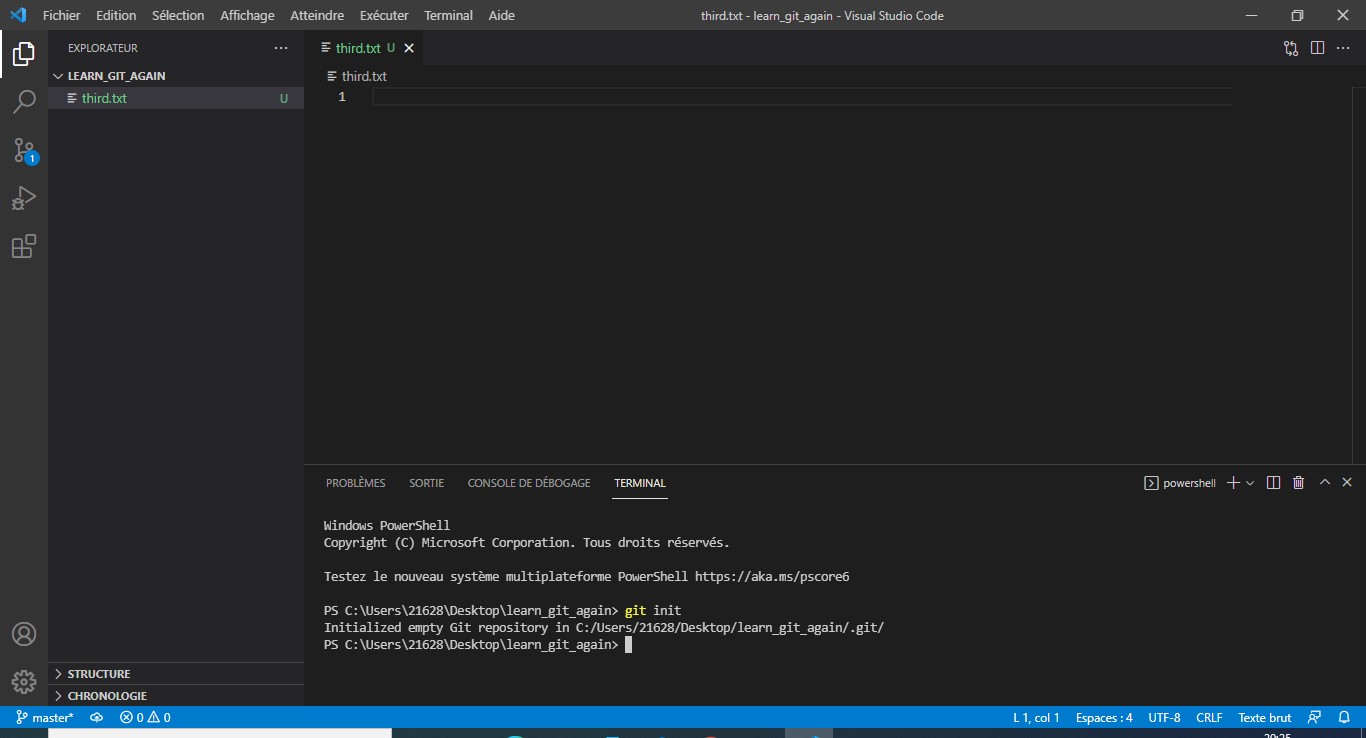 Fichier Edition Sélection Affichage Atteindre Exécuter Terminal Aide third.txt - learn_git_again - Visual Studio Code
EXPLORATEUR
LEARN_GIT_AGAIN
third.txt U
third.txt U
third.txt
1
1
PROBLÈMES SORTIE CONSOLE DE DÉBOGAGE TERMINAL powershell
Windows PowerShell
Copyright (C) Microsoft Corporation. Tous droits réservés.
Testez le nouveau système multiplateforme PowerShell https://aka.ms/pscore6
PS C:\Users\21628\Desktop\learn_git_again> git init
Initialized empty Git repository in C:/Users/21628/Desktop/learn_git_again/.git/
PS C:\Users\21628\Desktop\learn_git_again>
STRUCTURE
CHRONOLOGIE
master* 0 0 L 1, col 1 Espaces : 4 UTF-8 CRLF Texte brut